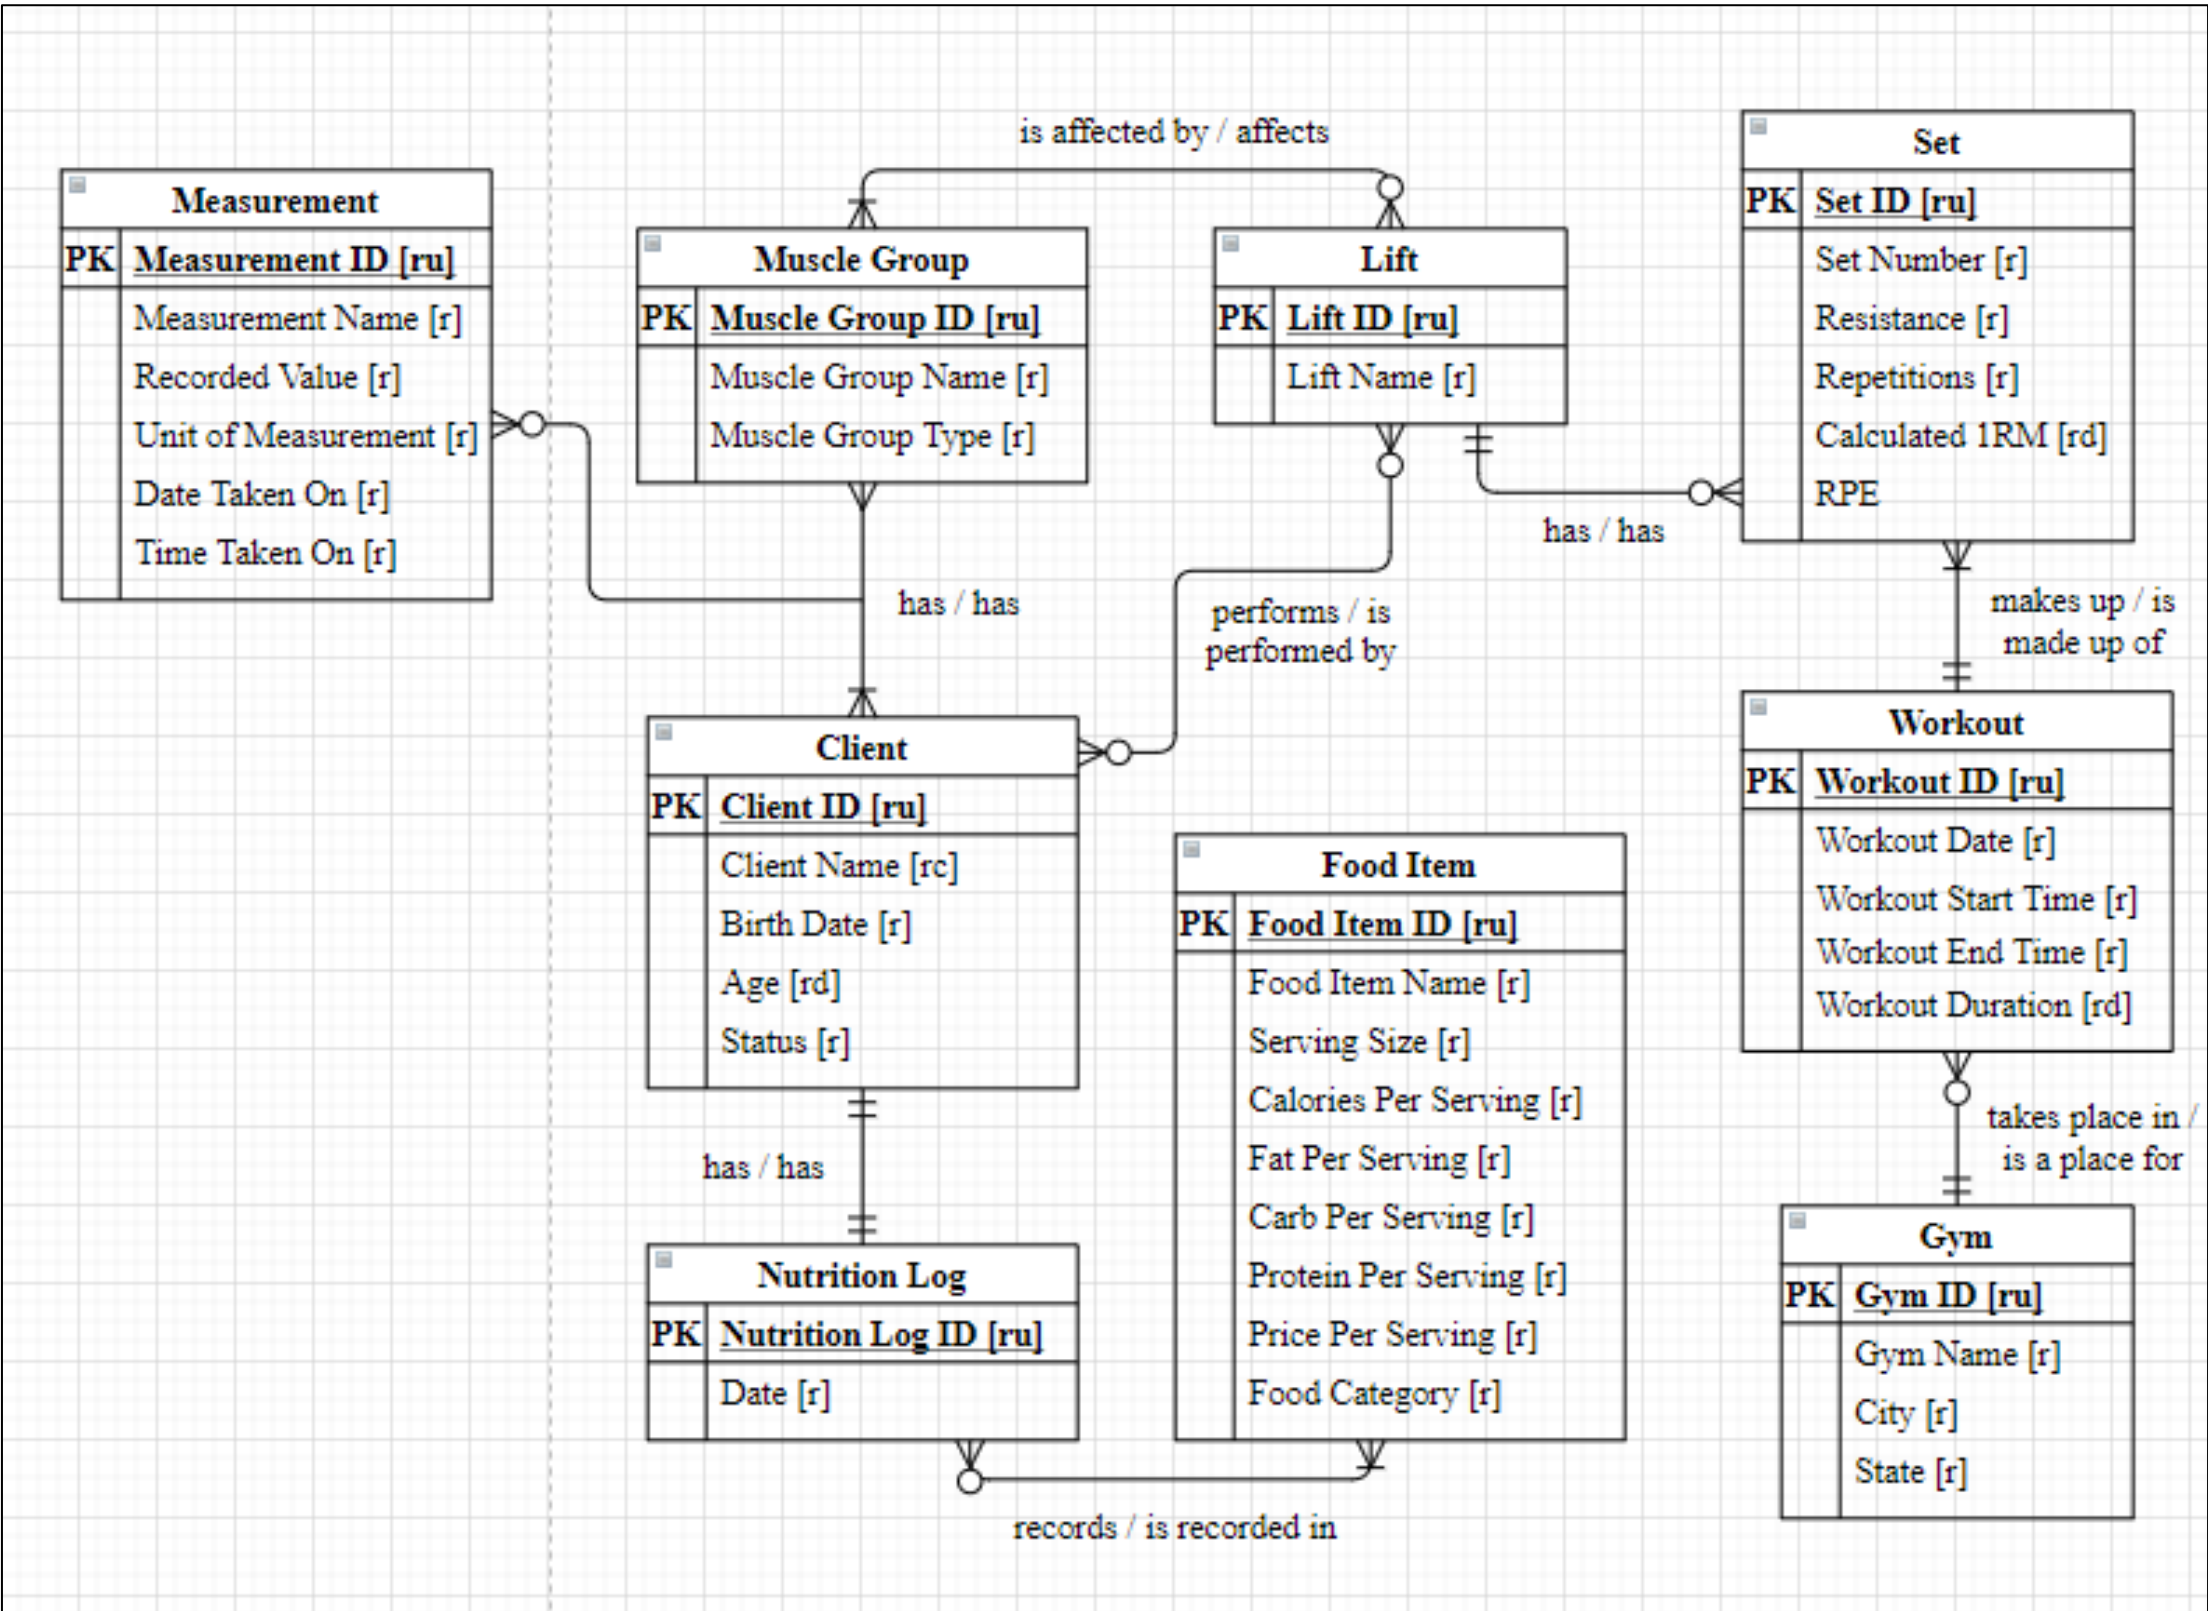 is affected by / affects
Measurement
PK Measurement ID [ru]
Measurement Name [r]
Recorded Value [r]
Unit of Measurement [r]
Date Taken On [r]
Time Taken On [r]
Muscle Group
PK Muscle Group ID [ru]
Muscle Group Name [r]
Muscle Group Type [r]
Lift
PK Lift ID [ru]
Lift Name [r]
Set
PK Set ID [ru]
Set Number [r]
Resistance [r]
Repetitions [r]
Calculated 1RM [rd]
RPE
has / has
has / has
performs / is
performed by
makes up / is
made up of
Client
PK Client ID [ru]
Client Name [rc]
Birth Date [r]
Age [rd]
Status [r]
Food Item
PK Food Item ID [ru]
Food Item Name [r]
Serving Size [r]
Calories Per Serving [r]
Fat Per Serving [r]
Carb Per Serving [r]
Protein Per Serving [r]
Price Per Serving [r]
Food Category [r]
Workout
PK Workout ID [ru]
Workout Date [r]
Workout Start Time [r]
Workout End Time [r]
Workout Duration [rd]
takes place in /
is a place for
has / has
Nutrition Log
PK Nutrition Log ID [ru]
Date [r]
Gym
PK Gym ID [ru]
Gym Name [r]
City [r]
State [r]
records / is recorded in